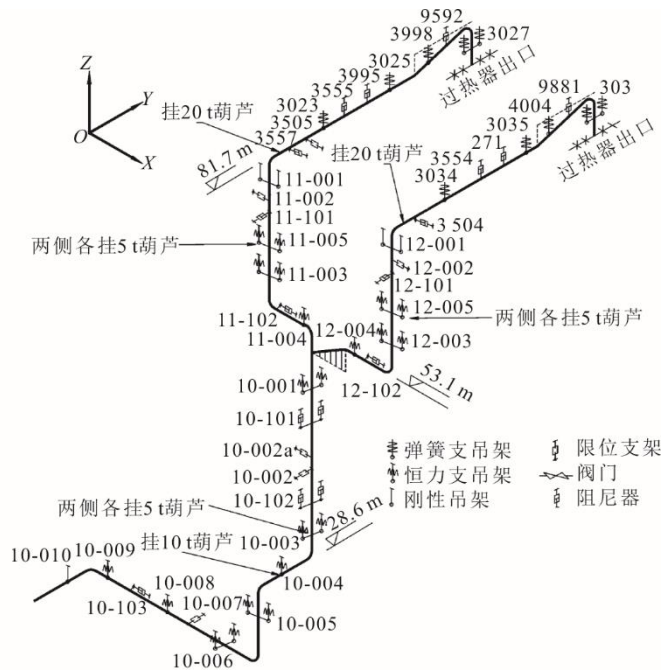 9592
3998
3027
3025
3995
3555
3023
3505
3557
过热器出口
9881
303
4004
3035
271
3554
3034
过热器出口
Z
Y
O
X
挂20 t葫芦
挂20 t葫芦
81.7 m
11-001
11-002
11-101
两侧各挂5 t葫芦
11-005
11-003
11-102
11-004
3 504
12-001
12-002
12-101
12-005
两侧各挂5 t葫芦
12-003
12-004
12-102
53.1 m
10-001
10-101
10-002a
10-002
10-102
两侧各挂5 t葫芦
10-003
28.6 m
挂10 t葫芦
10-004
10-010
10-009
10-008
10-103
10-007
10-005
10-006
弹簧支吊架
限位支架
恒力支吊架
阀门
刚性吊架
阻尼器